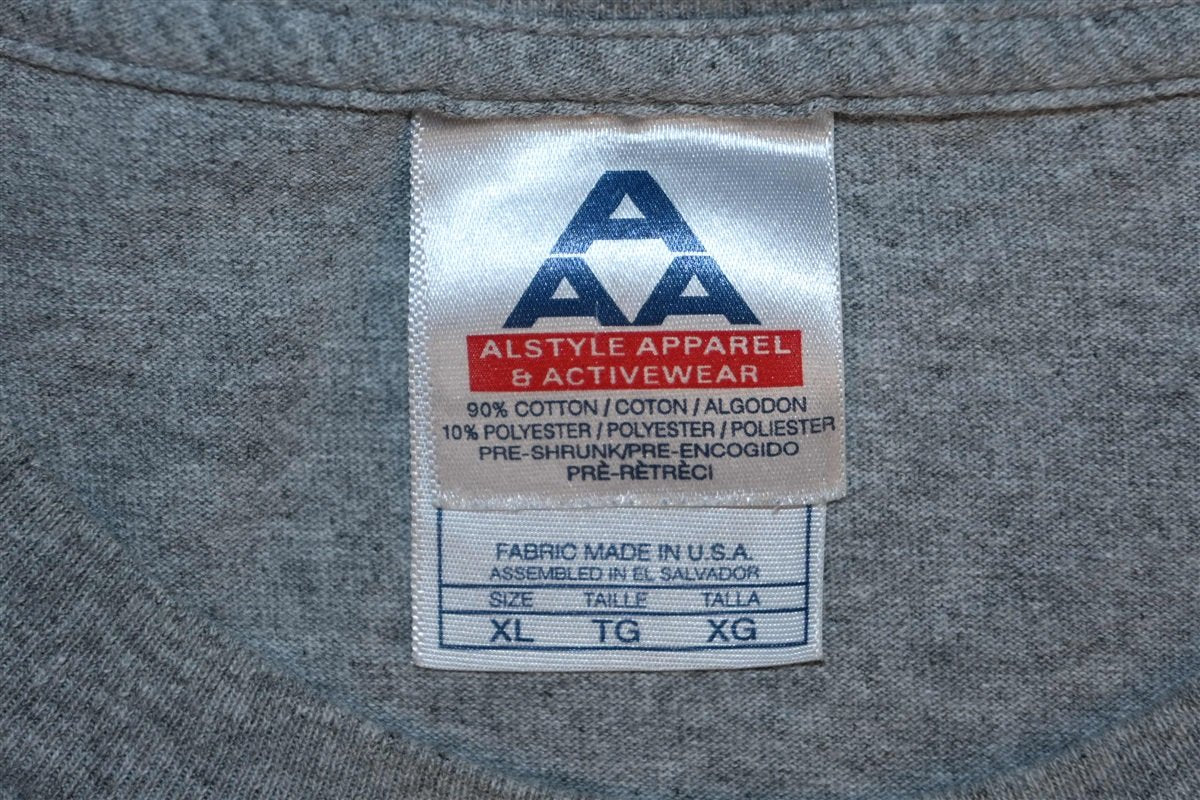 A
AA
ALSTYLE APPAREL
& ACTIVEWEAR
90% COTTON / COTON / ALGODON
10% POLYESTER / POLYESTER / POLIESTER
PRE-SHRUNK/PRE-ENCOGIDO
PRÈ-RÈTRÈCI
FABRIC MADE IN U.S.A.
ASSEMBLED IN EL SALVADOR
SIZE TAILLE TALLA
XL TG XG